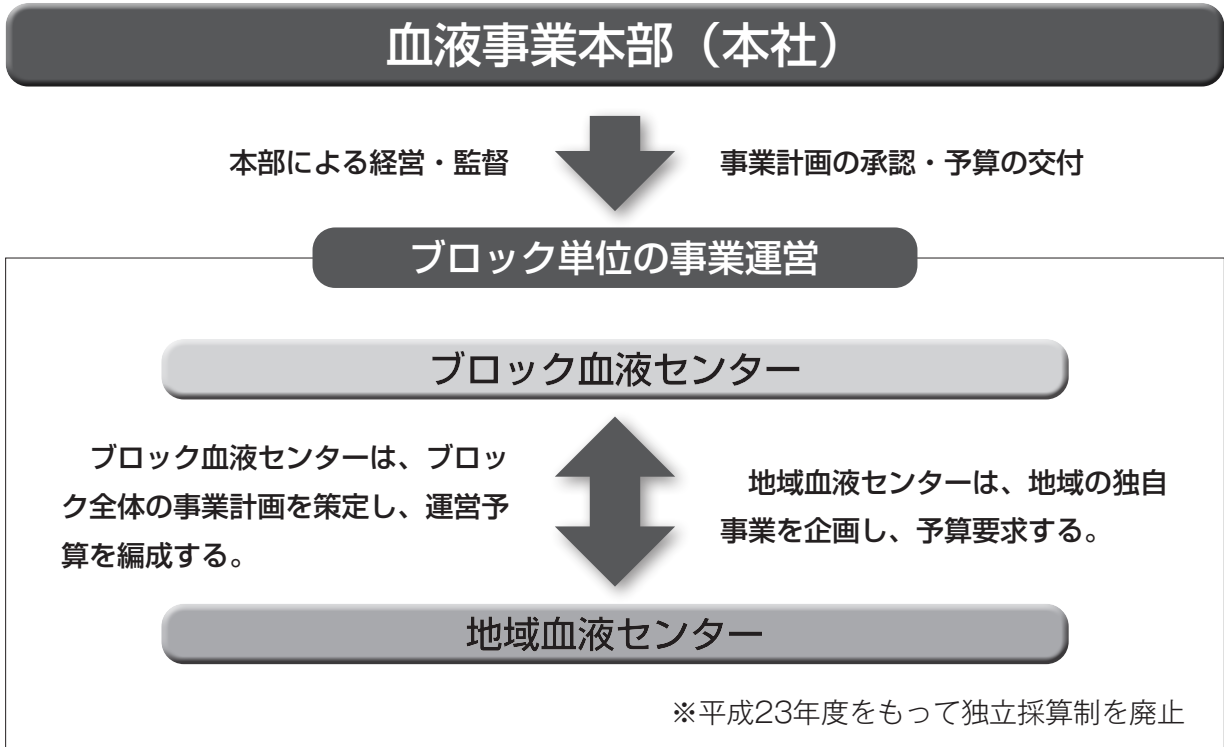 血液事業本部（本社）
本部による経営・監督
事業計画の承認・予算の交付
ブロック単位の事業運営
ブロック血液センター
ブロック血液センターは、ブロッ
ク全体の事業計画を策定し、運営予
算を編成する。
地域血液センターは、地域の独自
事業を企画し、予算要求する。
地域血液センター
※平成23年度をもって独立採算制を廃止